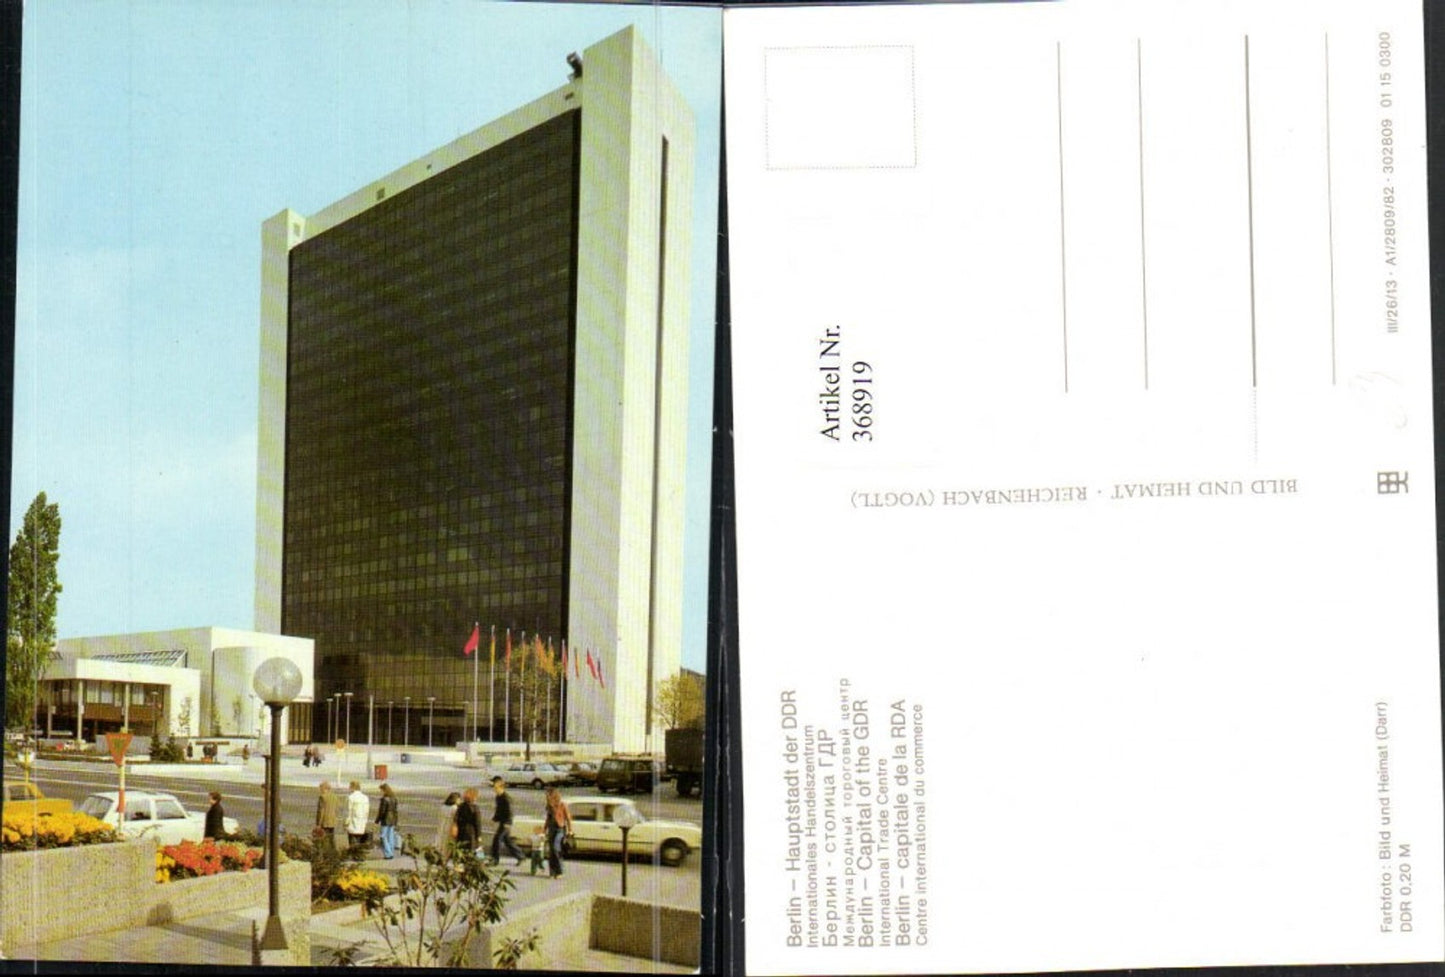 Artikel Nr.
368919
BILD UND HEIMAT · REICHENBACH (VOGTL)
III/26/13 · A1/2809/82 · 302809 01 15 0300
Berlin – Hauptstadt der DDR
Internationales Handelszentrum
Берлин - столица ГДР
Международный тороговый центр
Berlin – Capital of the GDR
International Trade Centre
Berlin – capitale de la RDA
Centre international du commerce
Farbfoto: Bild und Heimat (Darr)
DDR 0,20 M